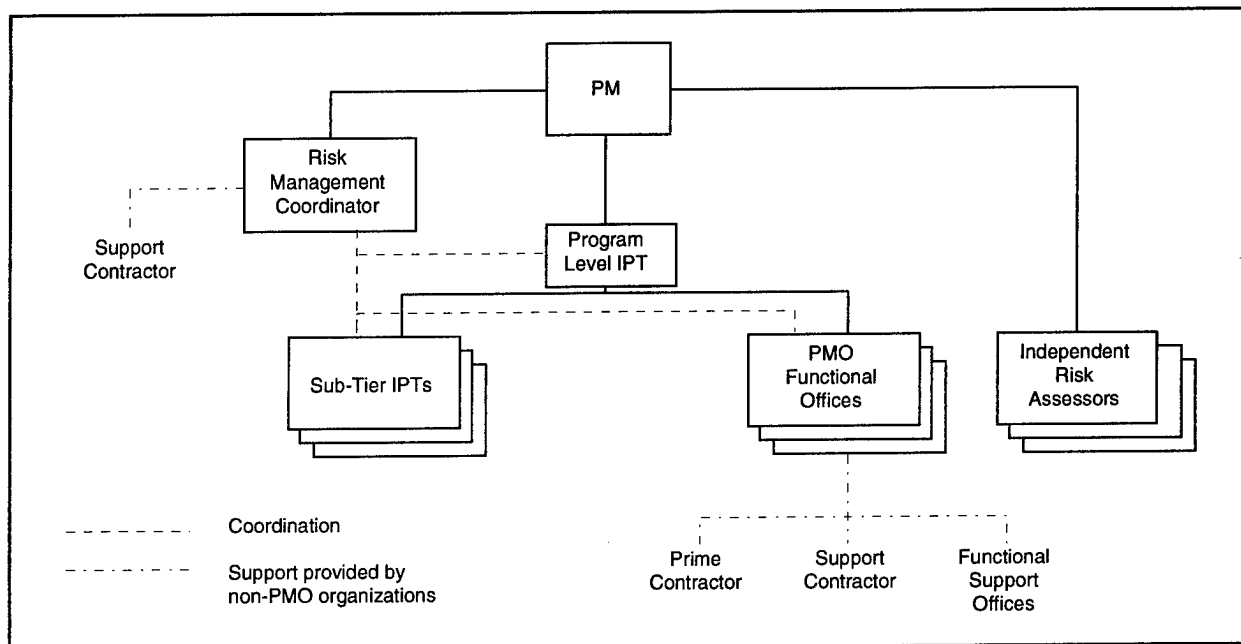 PM
Risk
Management
Coordinator
Support
Contractor
Program
Level IPT
Sub-Tier IPTs
PMO
Functional
Offices
Independent
Risk
Assessors
Coordination
Support provided by
non-PMO organizations
Prime
Contractor
Support
Contractor
Functional
Support
Offices